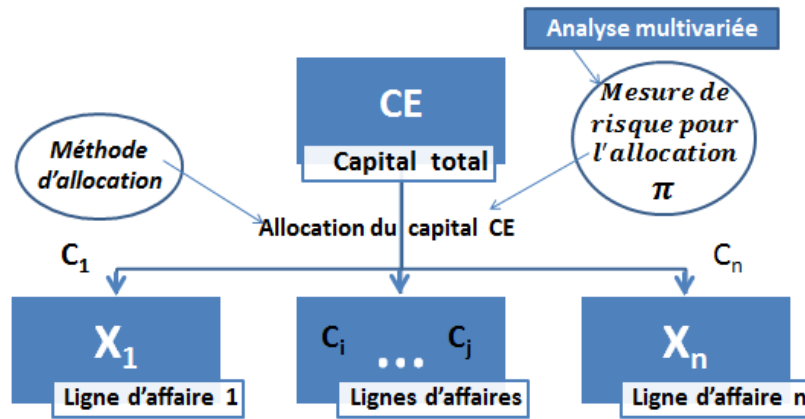 Analyse multivariée
CE
Capital total
Méthode
d'allocation
Mesure de
risque pour
l'allocation
π
Allocation du capital CE
C1
Cn
X1
Ligne d'affaire 1
Ci ... Cj
Lignes d'affaires
Xn
Ligne d'affaire n